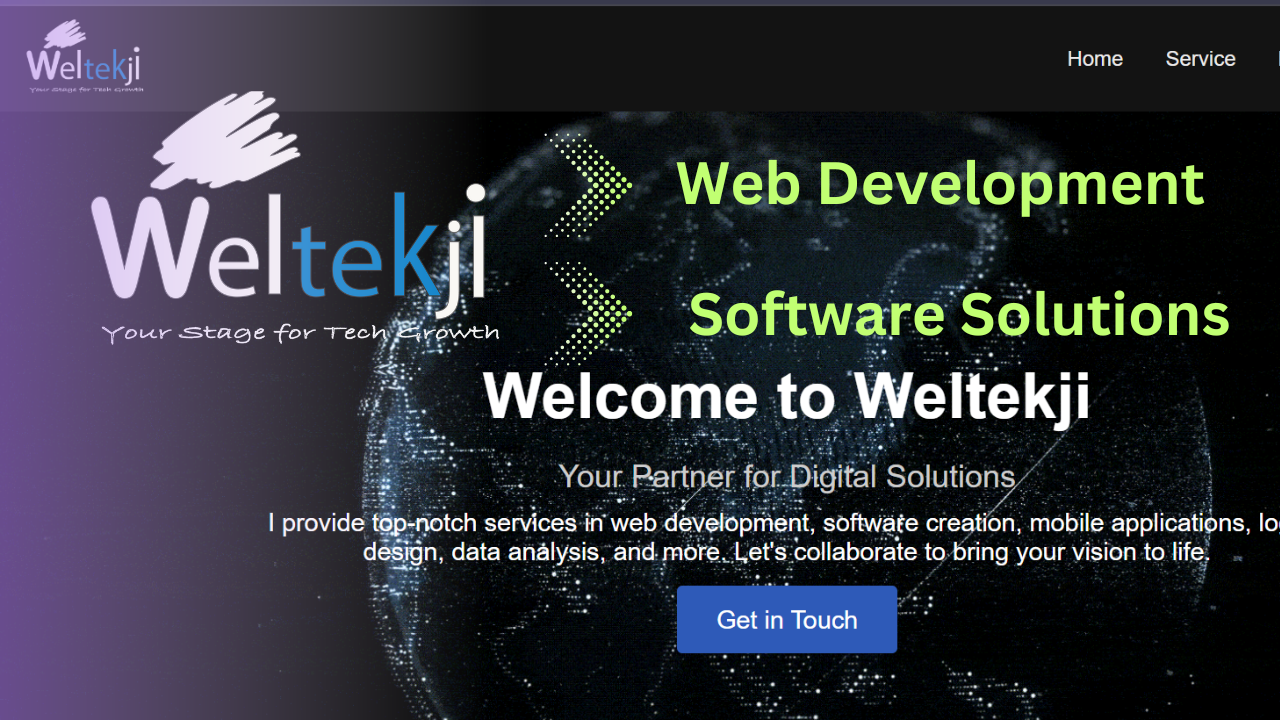 Weltekji
Your Stage for Tech Growth
Home Service
Weltekji
Your Stage for Tech Growth
Web Development
Software Solutions
Welcome to Weltekji
Your Partner for Digital Solutions
I provide top-notch services in web development, software creation, mobile applications,
design, data analysis, and more. Let's collaborate to bring your vision to life.
Get in Touch